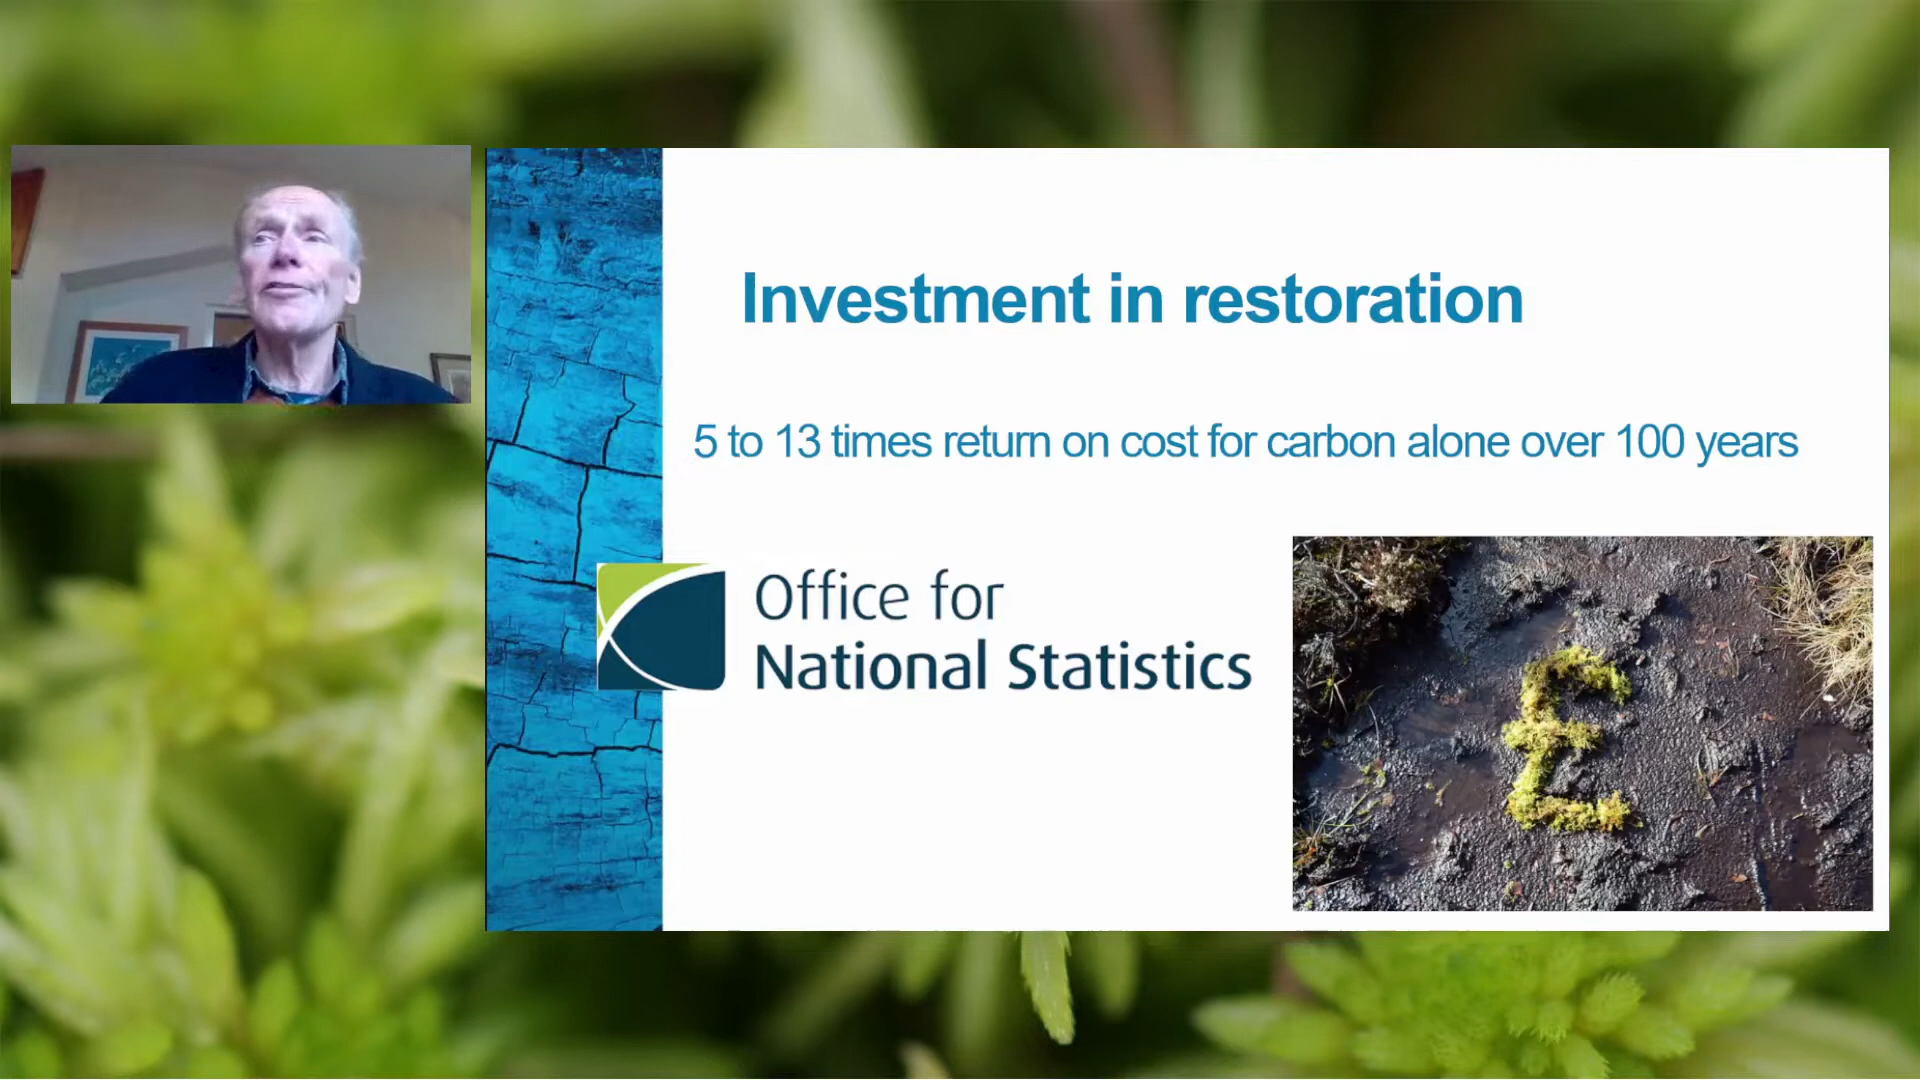 Investment in restoration
5 to 13 times return on cost for carbon alone over 100 years
Office for
National Statistics
£